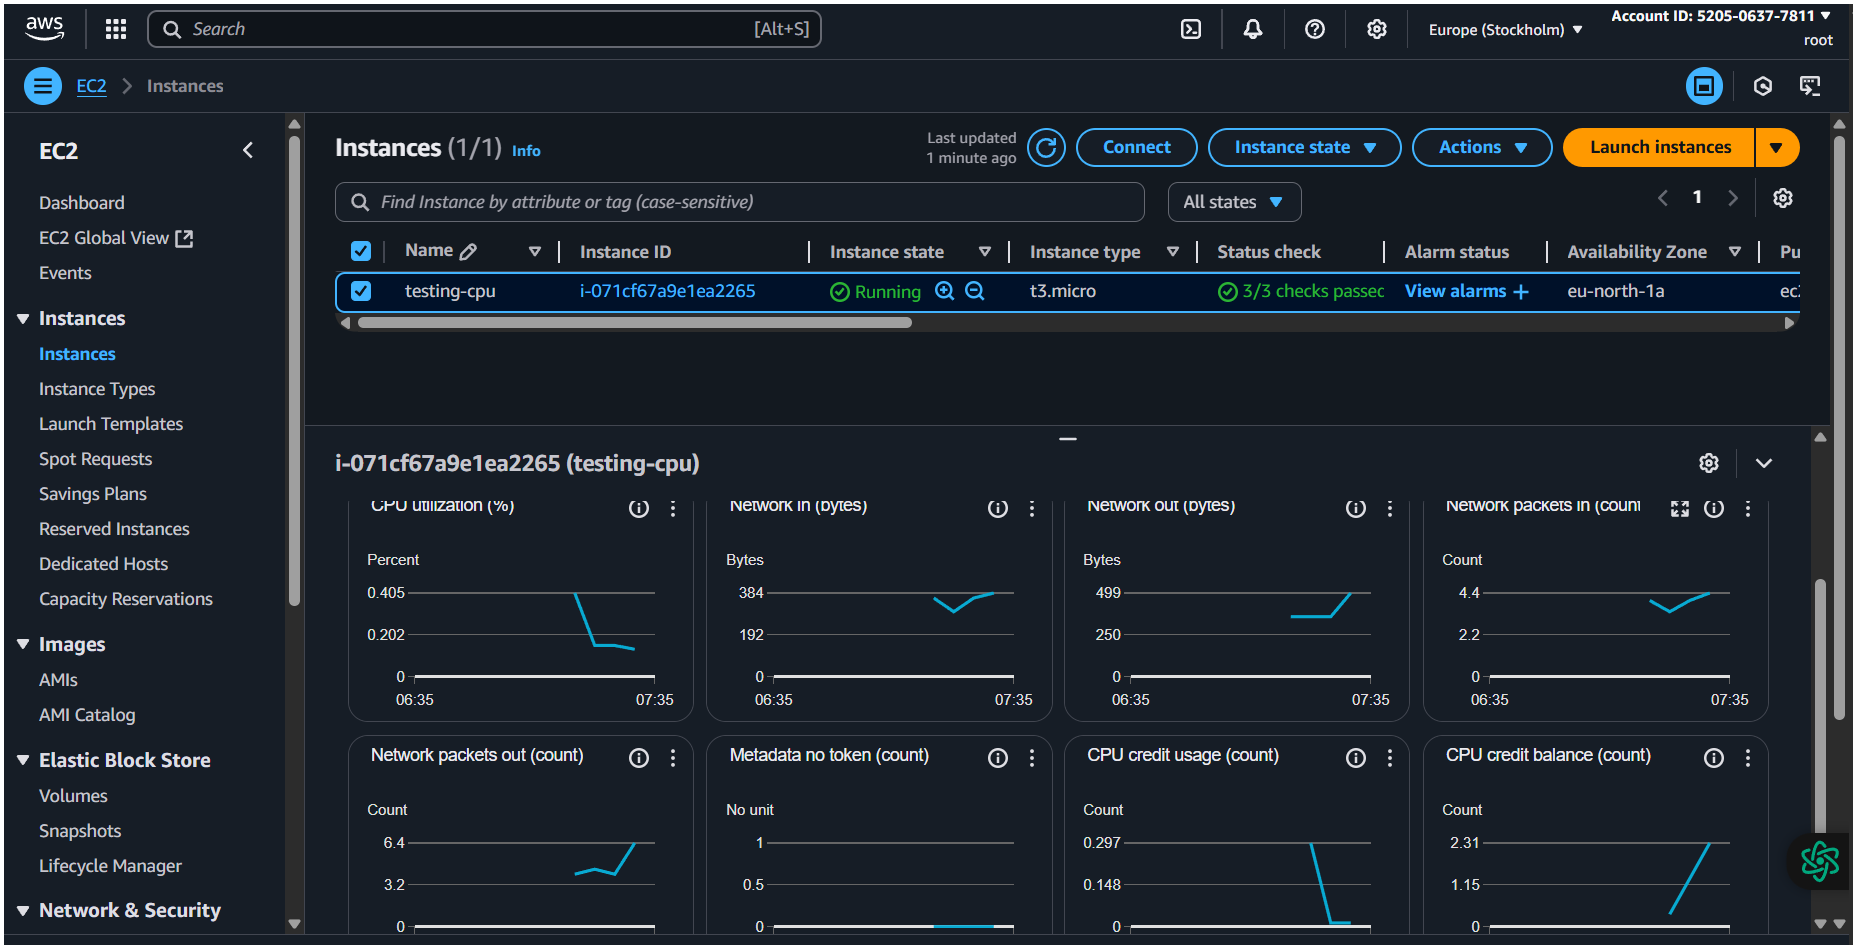 aws
Search
[Alt+S]
Europe (Stockholm)
Account ID: 5205-0637-7811
root
EC2
Instances
EC2
Dashboard
EC2 Global View
Events
Instances
Instances
Instance Types
Launch Templates
Spot Requests
Savings Plans
Reserved Instances
Dedicated Hosts
Capacity Reservations
Images
AMIs
AMI Catalog
Elastic Block Store
Volumes
Snapshots
Lifecycle Manager
Network & Security
Instances (1/1) Info
Last updated
1 minute ago
Connect
Instance state
Actions
Launch instances
Find Instance by attribute or tag (case-sensitive)
All states
1
Name Instance ID Instance state Instance type Status check Alarm status Availability Zone Pu
testing-cpu i-071cf67a9e1ea2265 Running t3.micro 3/3 checks passec View alarms + eu-north-1a ec
i-071cf67a9e1ea2265 (testing-cpu)
CPU utilization (%)
Percent
0.405
0.202
0
06:35 07:35
Network in (bytes)
Bytes
384
192
0
06:35 07:35
Network out (bytes)
Bytes
499
250
0
06:35 07:35
Network packets in (count
Count
4.4
2.2
0
06:35 07:35
Network packets out (count)
Count
6.4
3.2
0
Metadata no token (count)
No unit
1
0.5
0
CPU credit usage (count)
Count
0.297
0.148
0
CPU credit balance (count)
Count
2.31
1.15
0